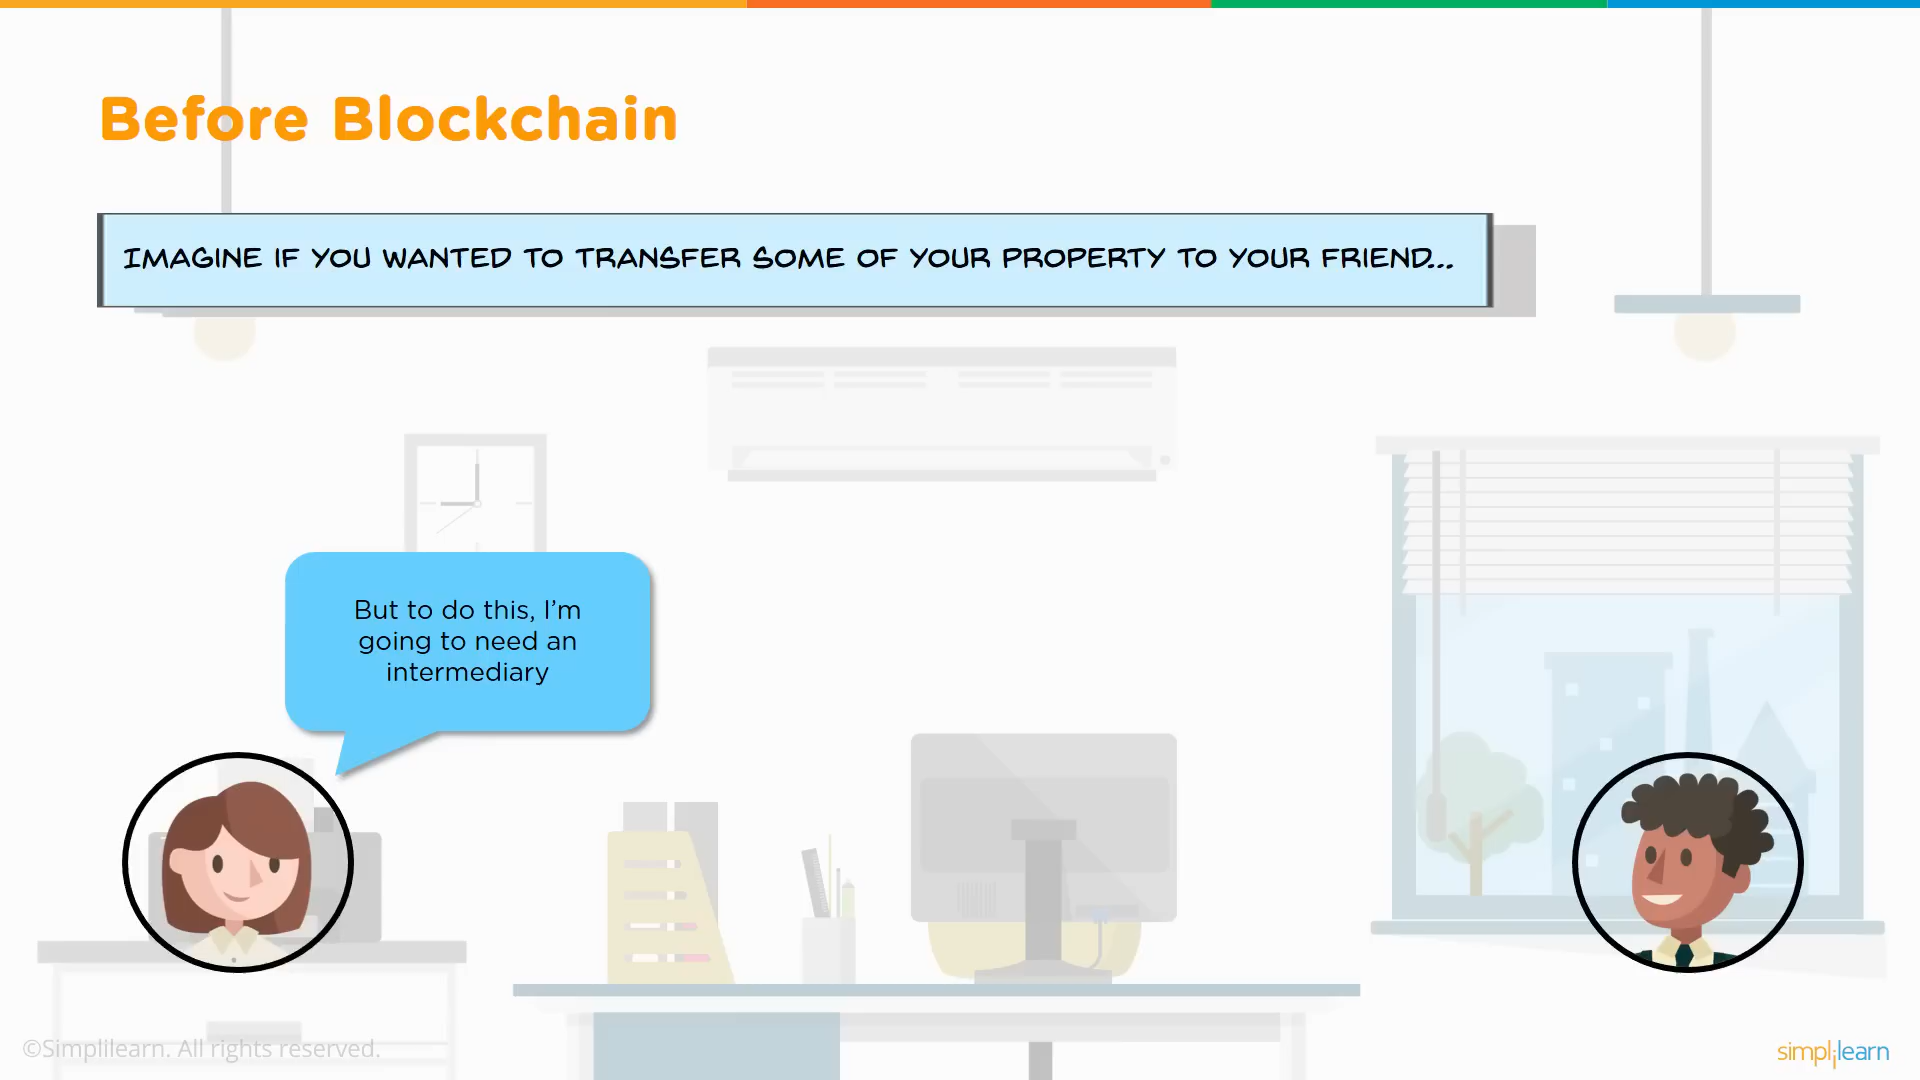 Before Blockchain
IMAGINE IF YOU WANTED TO TRANSFER SOME OF YOUR PROPERTY TO YOUR FRIEND...
But to do this, I’m
going to need an
intermediary
©Simplilearn. All rights reserved.
simplilearn